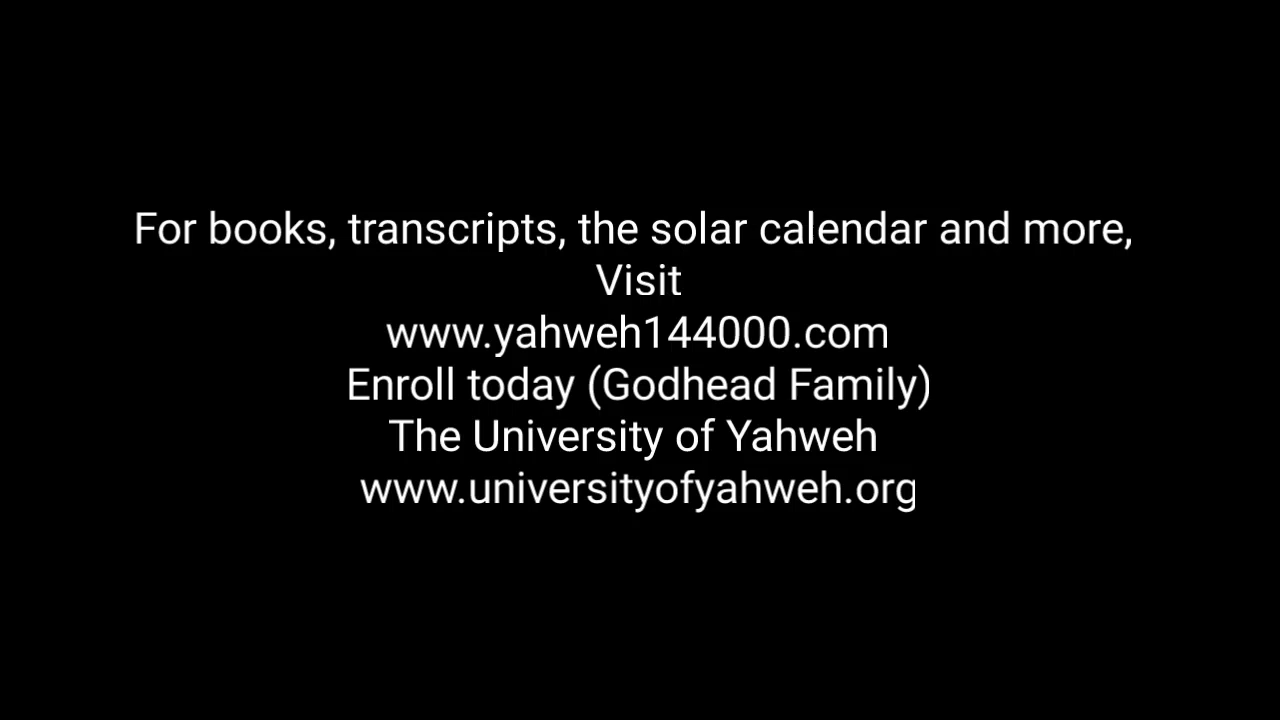 For books, transcripts, the solar calendar and more,
Visit
www.yahweh144000.com
Enroll today (Godhead Family)
The University of Yahweh
www.universityofyahweh.org